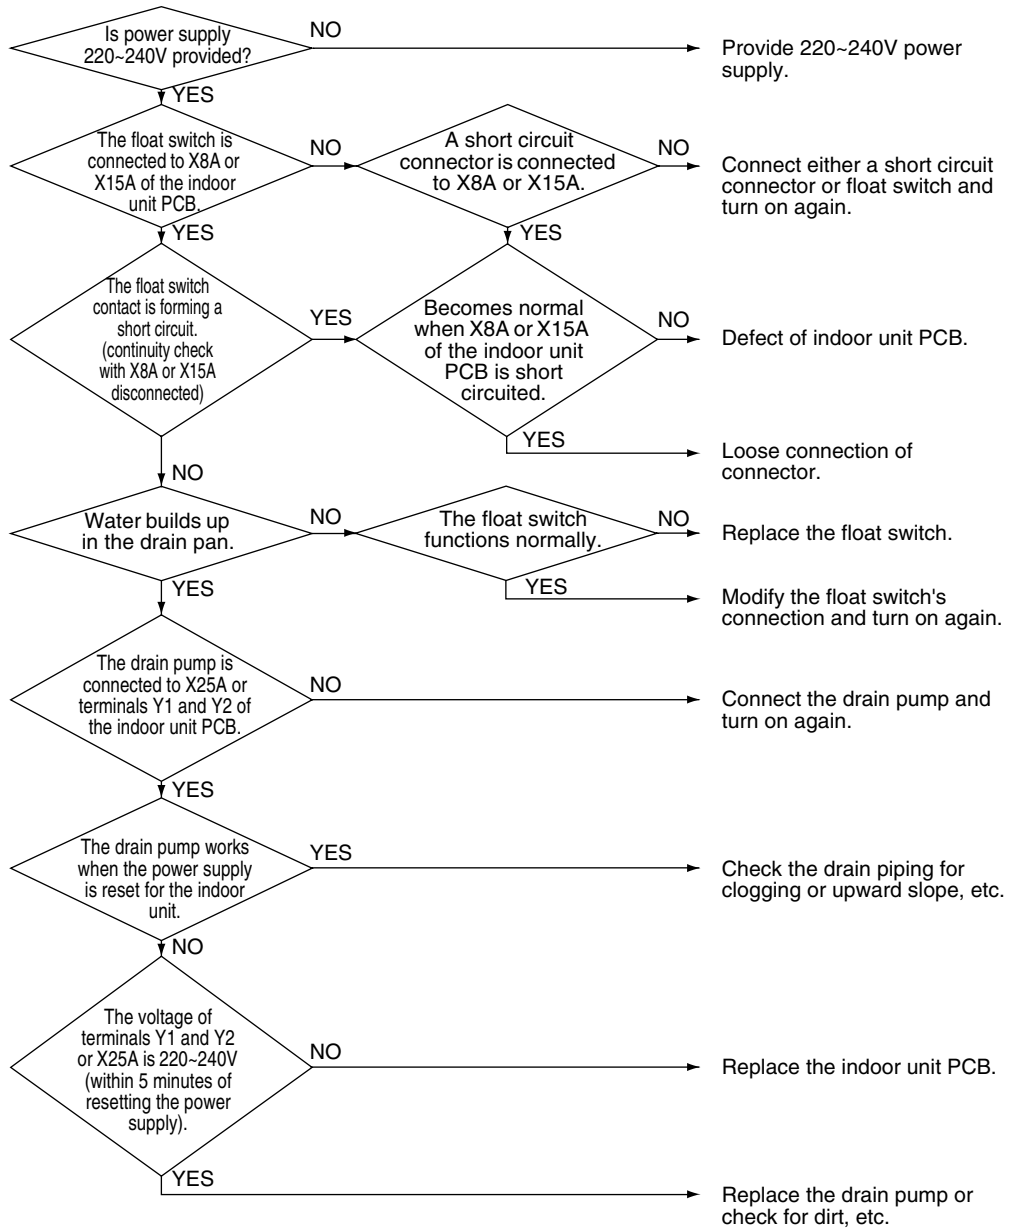 Is power supply
220~240V provided?
NO
Provide 220~240V power
supply.
YES
The float switch is
connected to X8A or
X15A of the indoor
unit PCB.
NO
A short circuit
connector is connected
to X8A or X15A.
NO
Connect either a short circuit
connector or float switch and
turn on again.
YES
YES
The float switch
contact is forming a
short circuit.
(continuity check
with X8A or X15A
disconnected)
YES
Becomes normal
when X8A or X15A
of the indoor unit
PCB is short
circuited.
NO
Defect of indoor unit PCB.
YES
Loose connection of
connector.
NO
Water builds up
in the drain pan.
NO
The float switch
functions normally.
NO
Replace the float switch.
YES
YES
Modify the float switch's
connection and turn on again.
The drain pump is
connected to X25A or
terminals Y1 and Y2 of
the indoor unit PCB.
NO
Connect the drain pump and
turn on again.
YES
The drain pump works
when the power supply
is reset for the indoor
unit.
YES
Check the drain piping for
clogging or upward slope, etc.
NO
The voltage of
terminals Y1 and Y2
or X25A is 220~240V
(within 5 minutes of
resetting the power
supply).
NO
Replace the indoor unit PCB.
YES
Replace the drain pump or
check for dirt, etc.